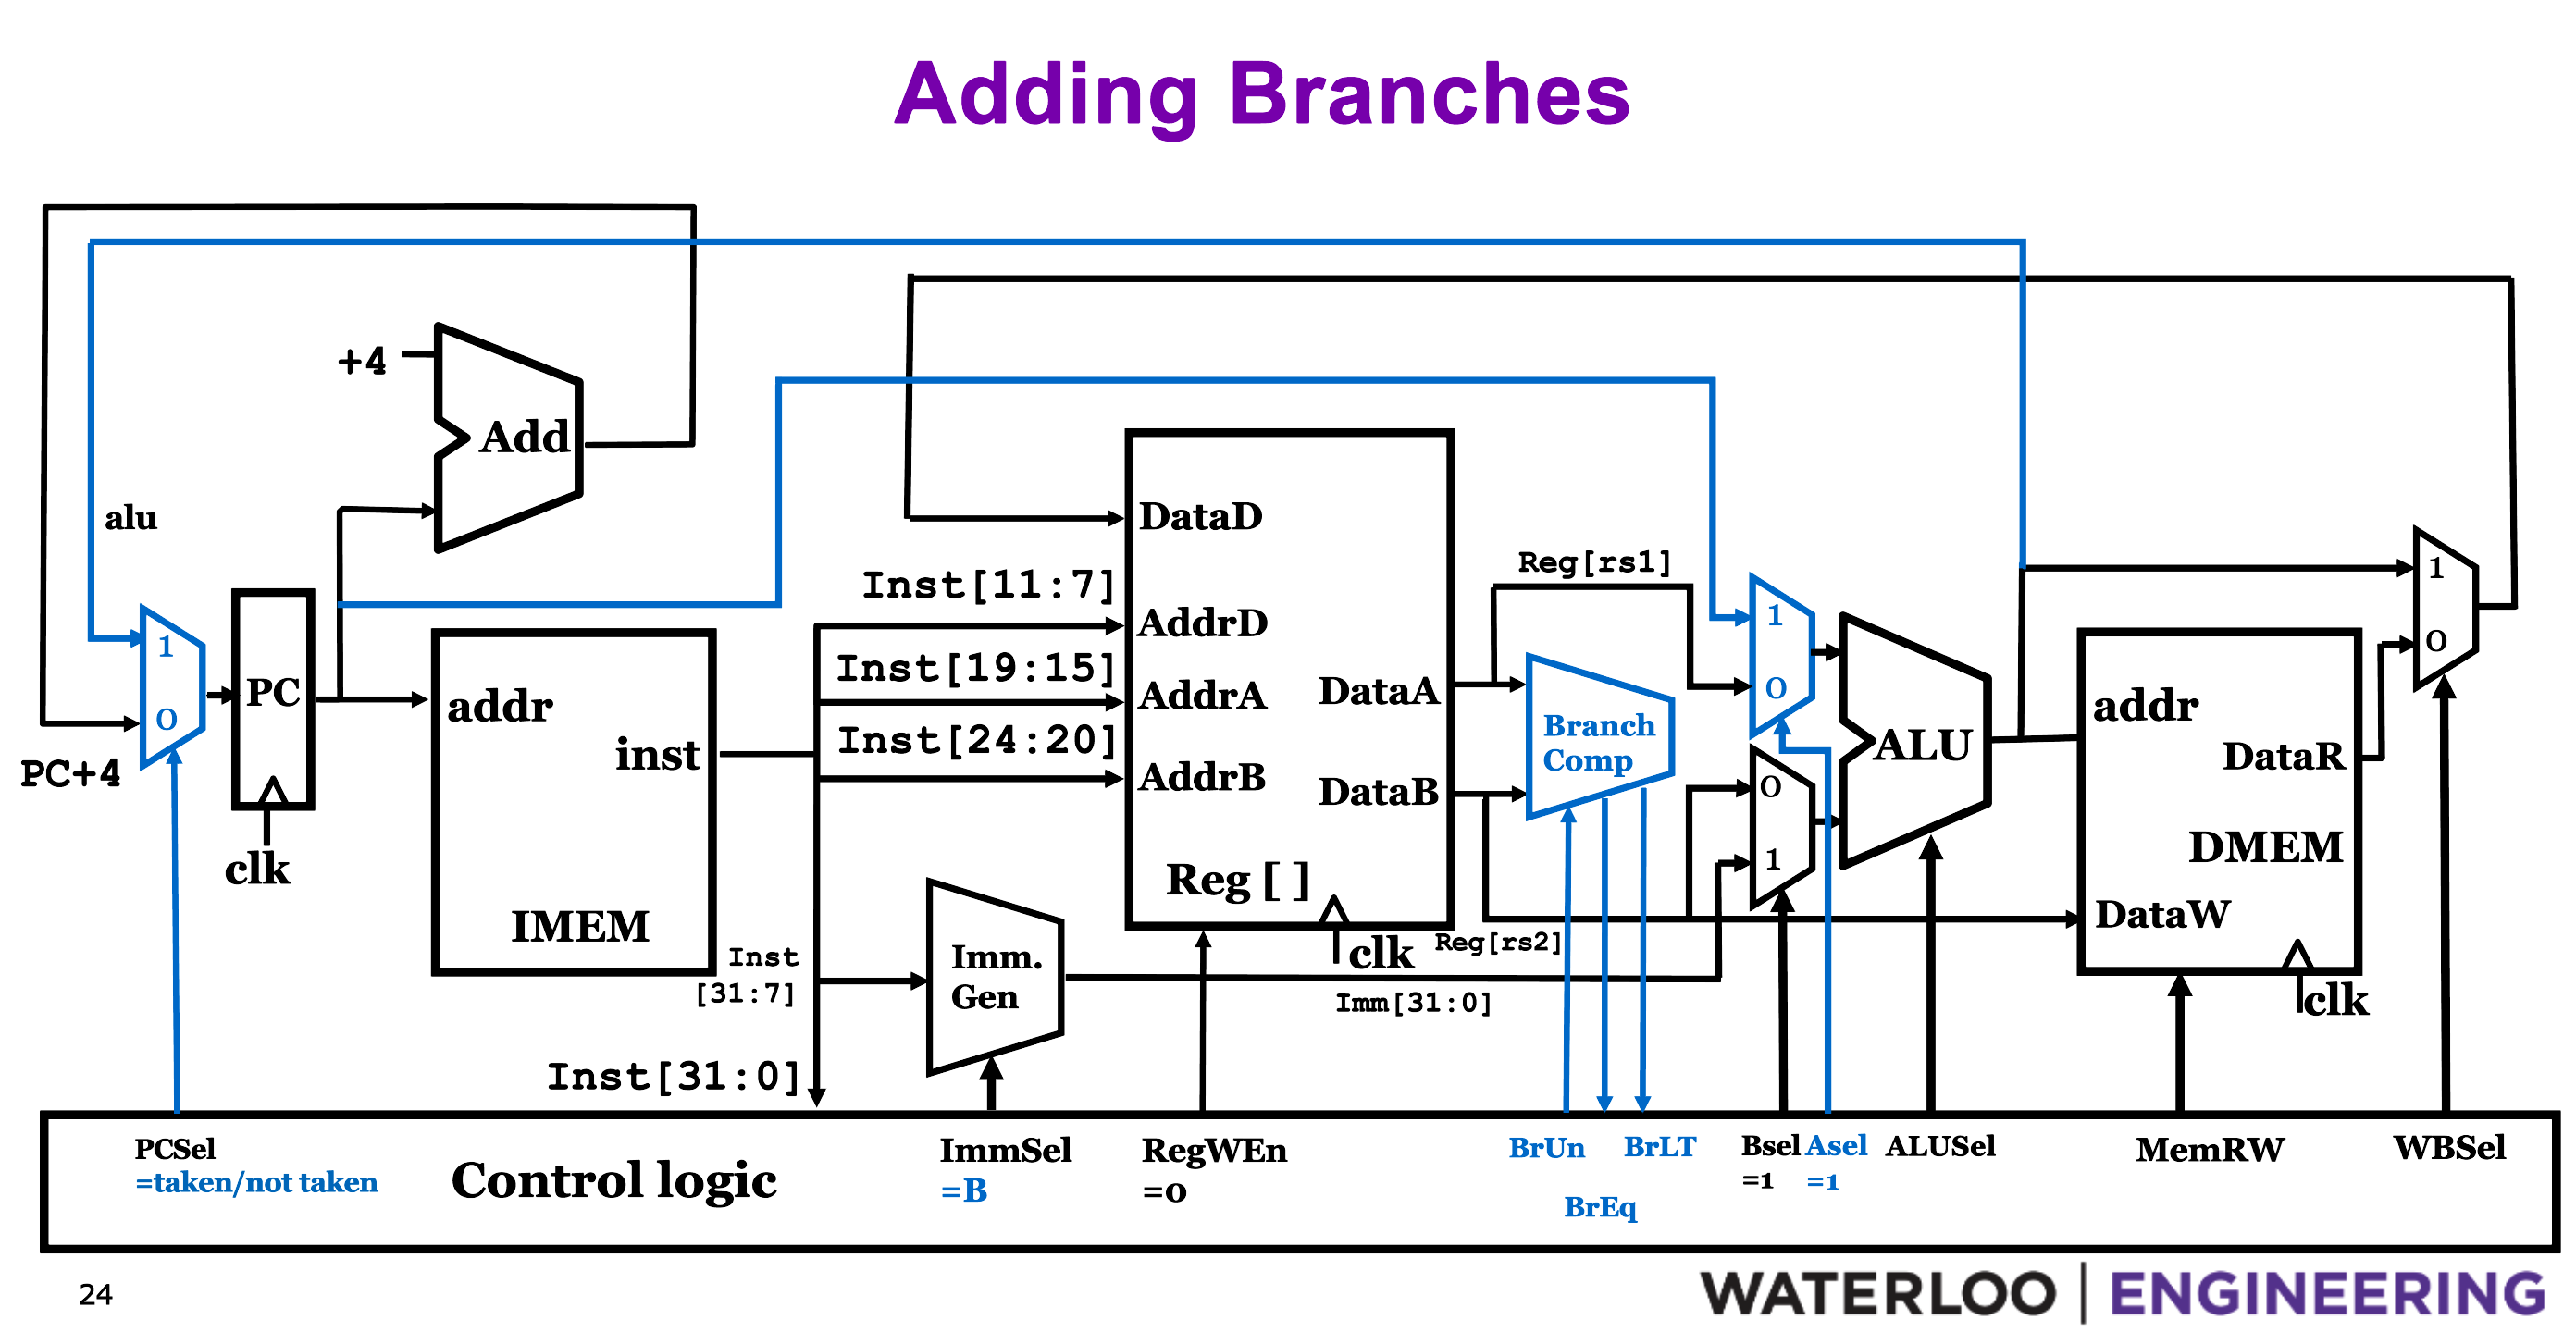 Adding Branches
+4
Add
alu
1
0
PC
PC+4
clk
addr
inst
IMEM
Inst[11:7]
Inst[19:15]
Inst[24:20]
Inst
[31:7]
Inst[31:0]
Imm.
Gen
DataD
AddrD
AddrA
AddrB
DataA
DataB
Reg [ ]
clk
Reg[rs1]
Reg[rs2]
Imm[31:0]
Branch
Comp
1
0
0
1
ALU
addr
DataR
DMEM
DataW
clk
1
0
PCSel
=taken/not taken
Control logic
ImmSel
=B
RegWEn
=0
BrUn
BrEq
BrLT
Bsel
=1
Asel
=1
ALUSel
MemRW
WBSel
24
WATERLOO | ENGINEERING